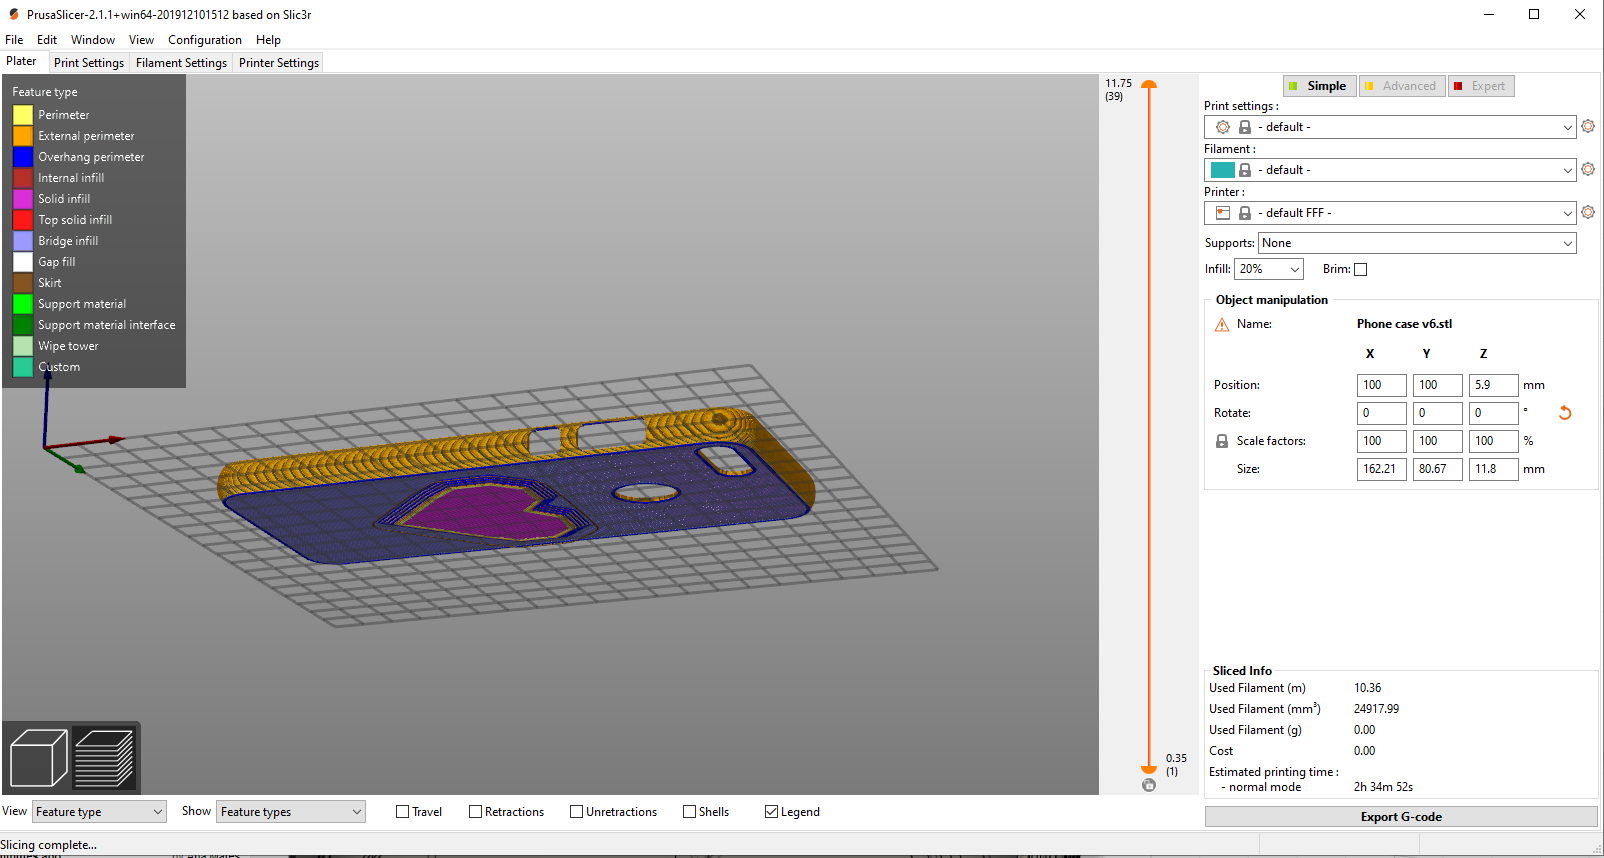 PrusaSlicer-2.1.1+win64-201912101512 based on Slic3r
File Edit Window View Configuration Help
Plater Print Settings Filament Settings Printer Settings
Feature type
Perimeter
External perimeter
Overhang perimeter
Internal infill
Solid infill
Top solid infill
Bridge infill
Gap fill
Skirt
Support material
Support material interface
Wipe tower
Custom
11.75
(39)
0.35
(1)
Simple Advanced Expert
Print settings :
- default -
Filament :
- default -
Printer :
- default FFF -
Supports: None
Infill: 20% Brim:
Object manipulation
Name: Phone case v6.stl
X Y Z
Position: 100 100 5.9 mm
Rotate: 0 0 0 °
Scale factors: 100 100 100 %
Size: 162.21 80.67 11.8 mm
Sliced Info
Used Filament (m) 10.36
Used Filament (mm³) 24917.99
Used Filament (g) 0.00
Cost 0.00
Estimated printing time :
- normal mode 2h 34m 52s
View Feature type Show Feature types Travel Retractions Unretractions Shells Legend
Export G-code
Slicing complete...